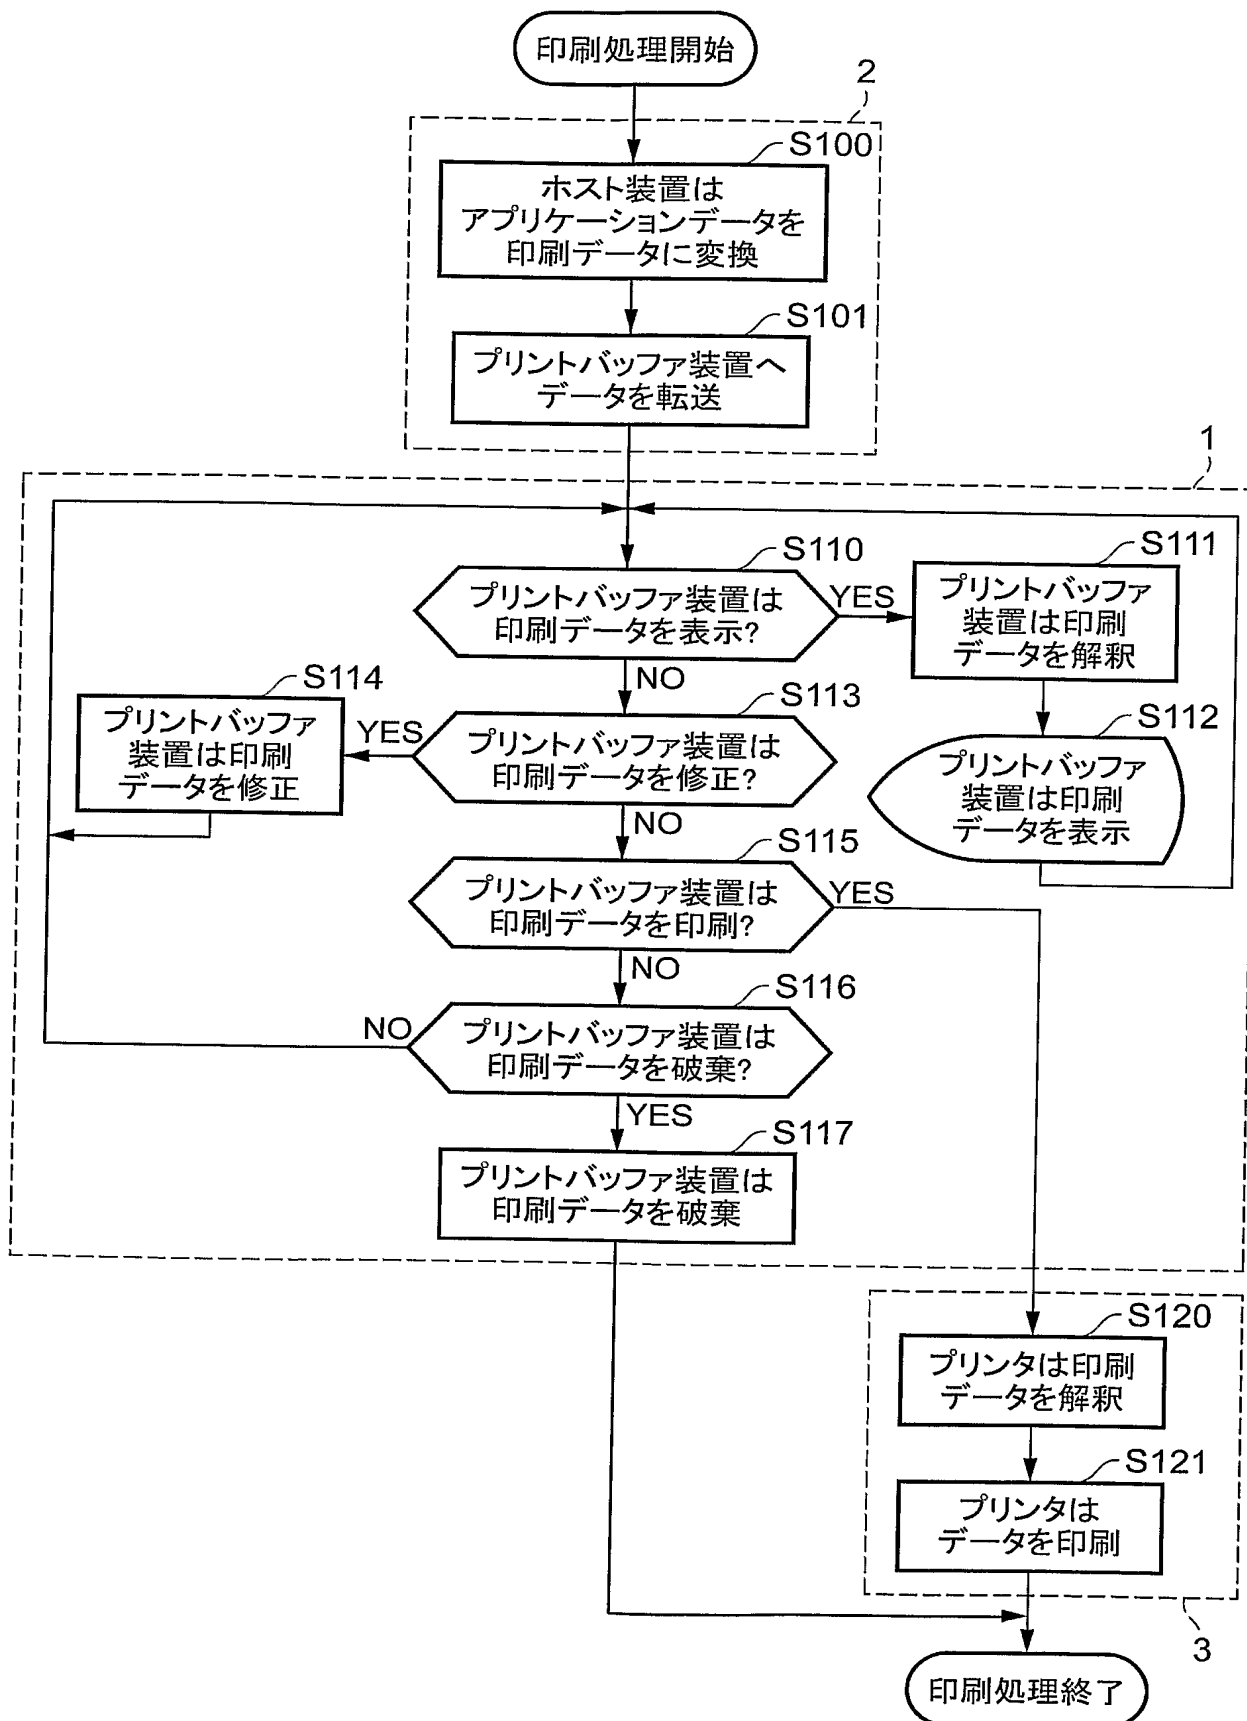 印刷処理開始
2
S100
ホスト装置は
アプリケーションデータを
印刷データに変換
S101
プリントバッファ装置へ
データを転送
1
S110
プリントバッファ装置は
印刷データを表示?
YES
NO
S111
プリントバッファ
装置は印刷
データを解釈
S112
プリントバッファ
装置は印刷
データを表示
S113
プリントバッファ装置は
印刷データを修正?
YES
NO
S114
プリントバッファ
装置は印刷
データを修正
S115
プリントバッファ装置は
印刷データを印刷?
YES
NO
S116
プリントバッファ装置は
印刷データを破棄?
NO
YES
S117
プリントバッファ装置は
印刷データを破棄
S120
プリンタは印刷
データを解釈
S121
プリンタは
データを印刷
3
印刷処理終了